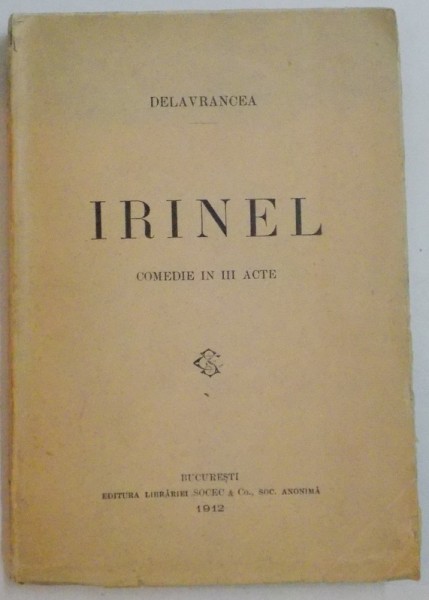 DELAVRANCEA
IRINEL
COMEDIE IN III ACTE
BUCUREȘTI
EDITURA LIBRĂRIEI „SOCEC & Co., SOC. ANONIMĂ
1912